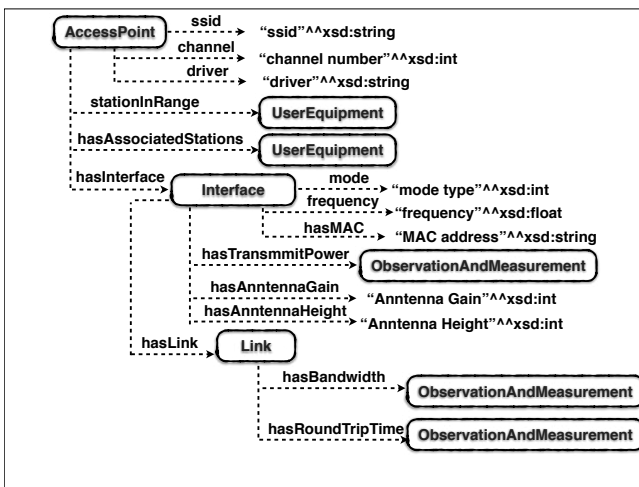 AccessPoint
ssid
"ssid"^^xsd:string
channel
"channel number"^^xsd:int
driver
"driver"^^xsd:string
stationInRange
UserEquipment
hasAssociatedStations
UserEquipment
hasInterface
Interface
mode
"mode type"^^xsd:int
frequency
"frequency"^^xsd:float
hasMAC
"MAC address"^^xsd:string
hasTransmmitPower
ObservationAndMeasurement
hasAnntennaGain
"Anntenna Gain"^^xsd:int
hasAnntennaHeight
"Anntenna Height"^^xsd:int
hasLink
Link
hasBandwidth
ObservationAndMeasurement
hasRoundTripTime
ObservationAndMeasurement